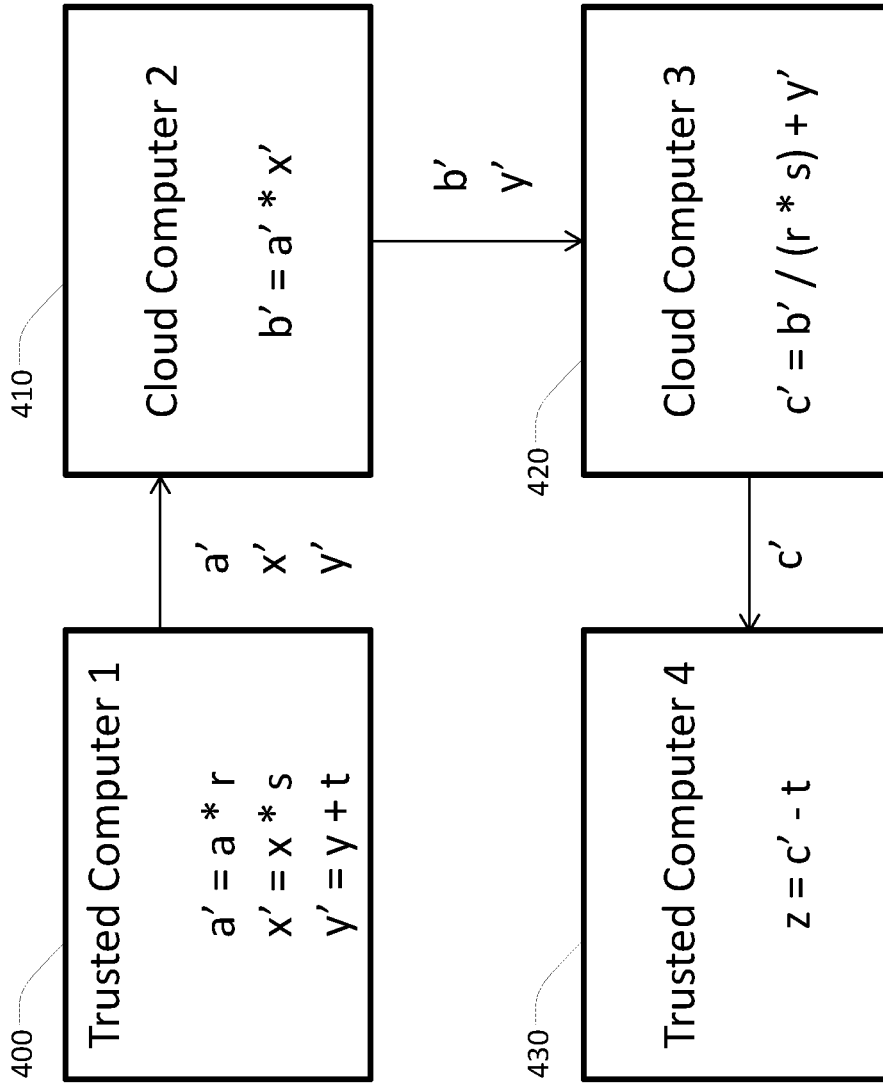 400
Trusted Computer 1
a' = a * r
x' = x * s
y' = y + t
a'
x'
y'
410
Cloud Computer 2
b' = a' * x'
b'
y'
420
Cloud Computer 3
c' = b' / (r * s) + y'
c'
430
Trusted Computer 4
z = c' - t